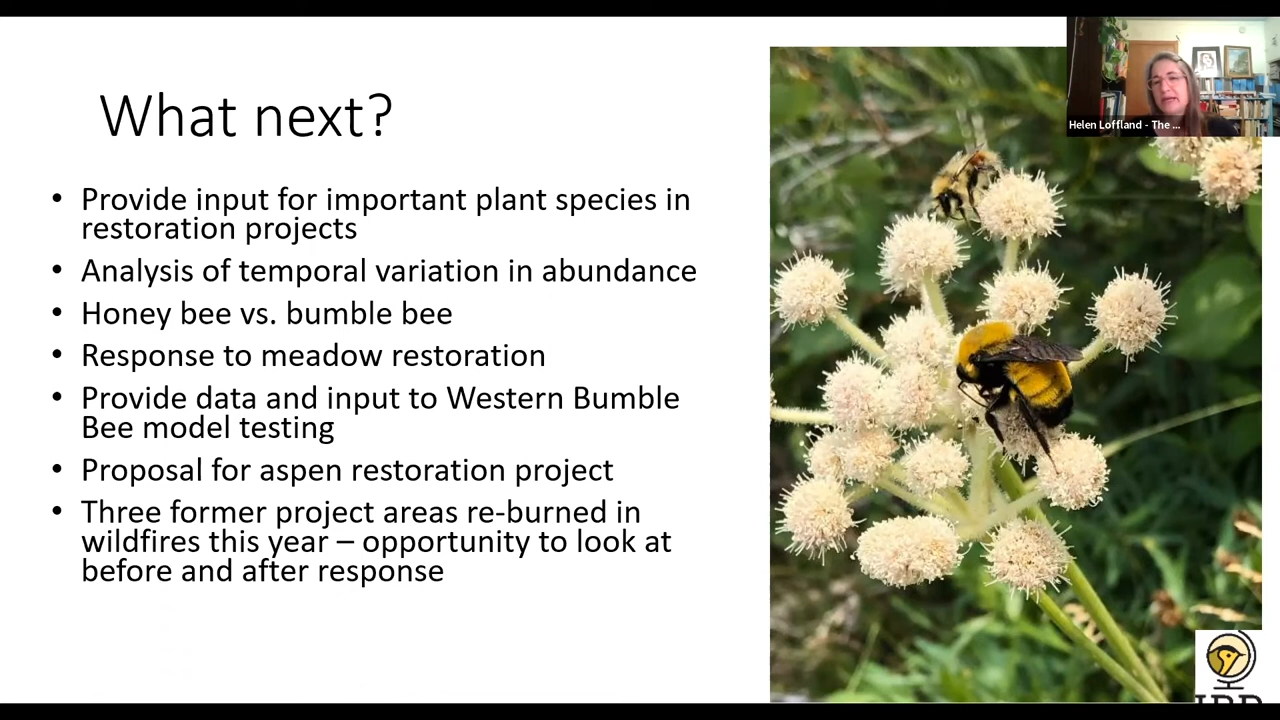 Helen Loffland - The ...
What next?
• Provide input for important plant species in
restoration projects
• Analysis of temporal variation in abundance
• Honey bee vs. bumble bee
• Response to meadow restoration
• Provide data and input to Western Bumble
Bee model testing
• Proposal for aspen restoration project
• Three former project areas re-burned in
wildfires this year – opportunity to look at
before and after response